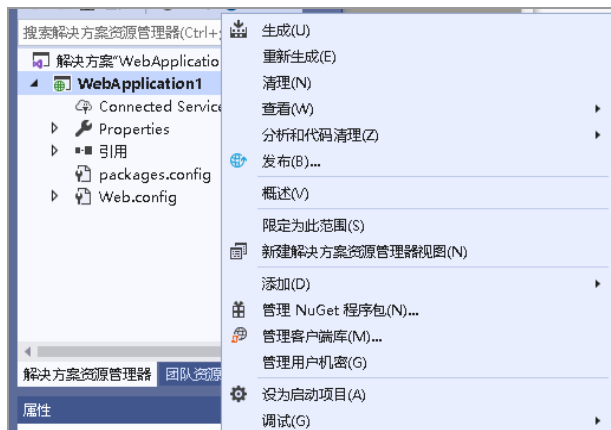 搜索解决方案资源管理器(Ctrl+
解决方案"WebApplicatio
WebApplication1
Connected Service
Properties
引用
packages.config
Web.config
解决方案资源管理器
团队资源
属性
生成(U)
重新生成(E)
清理(N)
查看(W)
分析和代码清理(Z)
发布(B)...
概述(V)
限定为此范围(S)
新建解决方案资源管理器视图(N)
添加(D)
管理 NuGet 程序包(N)...
管理客户端库(M)...
管理用户机密(G)
设为启动项目(A)
调试(G)